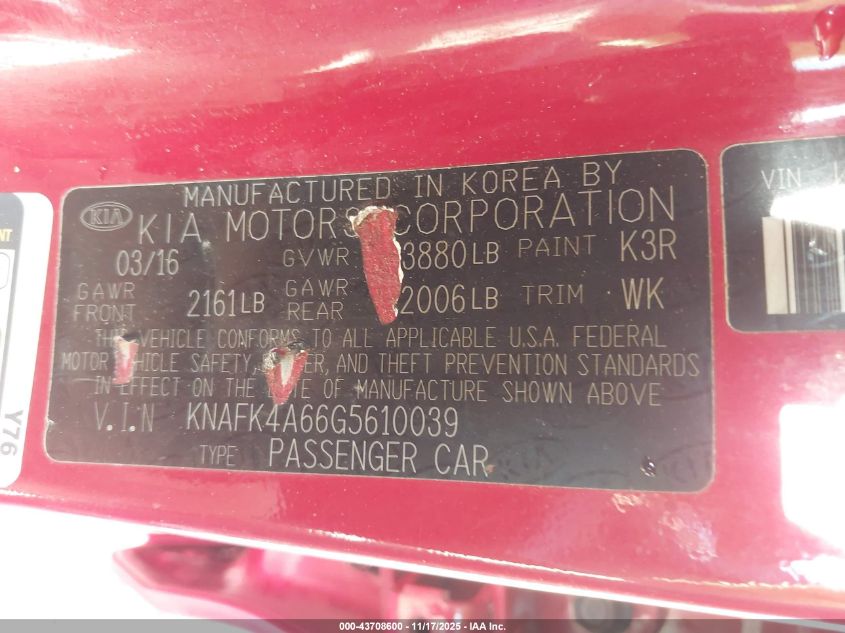 MANUFACTURED IN KOREA BY
KIA
KIA MOTORS CORPORATION
03/16 GVWR 3880LB PAINT K3R
GAWR FRONT 2161LB GAWR REAR 2006LB TRIM WK
THIS VEHICLE CONFORMS TO ALL APPLICABLE U.S.A. FEDERAL
MOTOR VEHICLE SAFETY, AND THEFT PREVENTION STANDARDS
IN EFFECT ON THE DATE OF MANUFACTURE SHOWN ABOVE
V.I.N KNAFK4A66G5610039
TYPE PASSENGER CAR
VIN
Y76
000-43708600 - 11/17/2025 - IAA Inc.